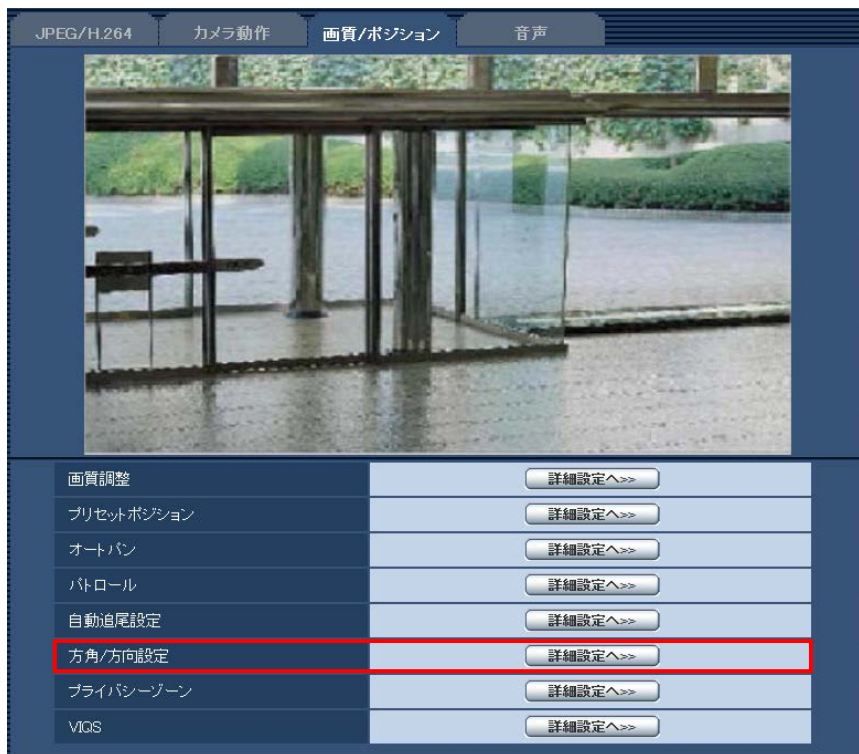 JPEG/H.264 カメラ動作 画質/ポジション 音声
画質調整 詳細設定へ>>
プリセットポジション 詳細設定へ>>
オートパン 詳細設定へ>>
パトロール 詳細設定へ>>
自動追尾設定 詳細設定へ>>
方角/方向設定 詳細設定へ>>
プライバシーゾーン 詳細設定へ>>
VIQS 詳細設定へ>>